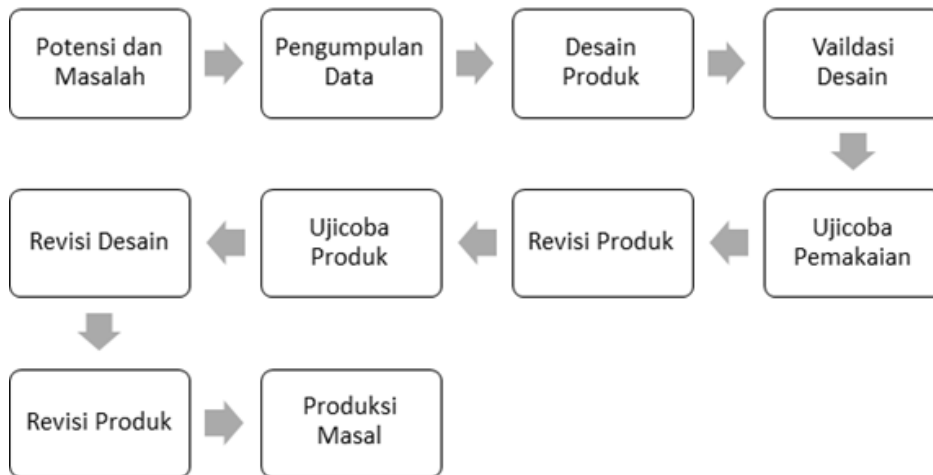 Potensi dan
Masalah
Pengumpulan
Data
Desain
Produk
Vaildasi
Desain
Ujicoba
Pemakaian
Revisi Produk
Ujicoba
Produk
Revisi Desain
Revisi Produk
Produksi
Masal